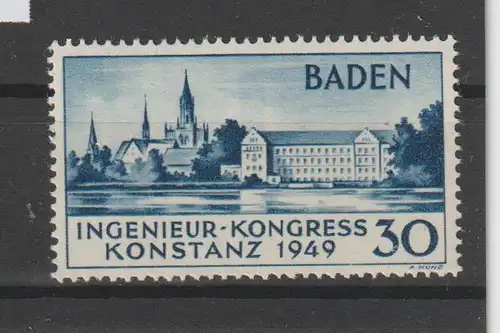 BADEN
INGENIEUR-KONGRESS
KONSTANZ 1949 30